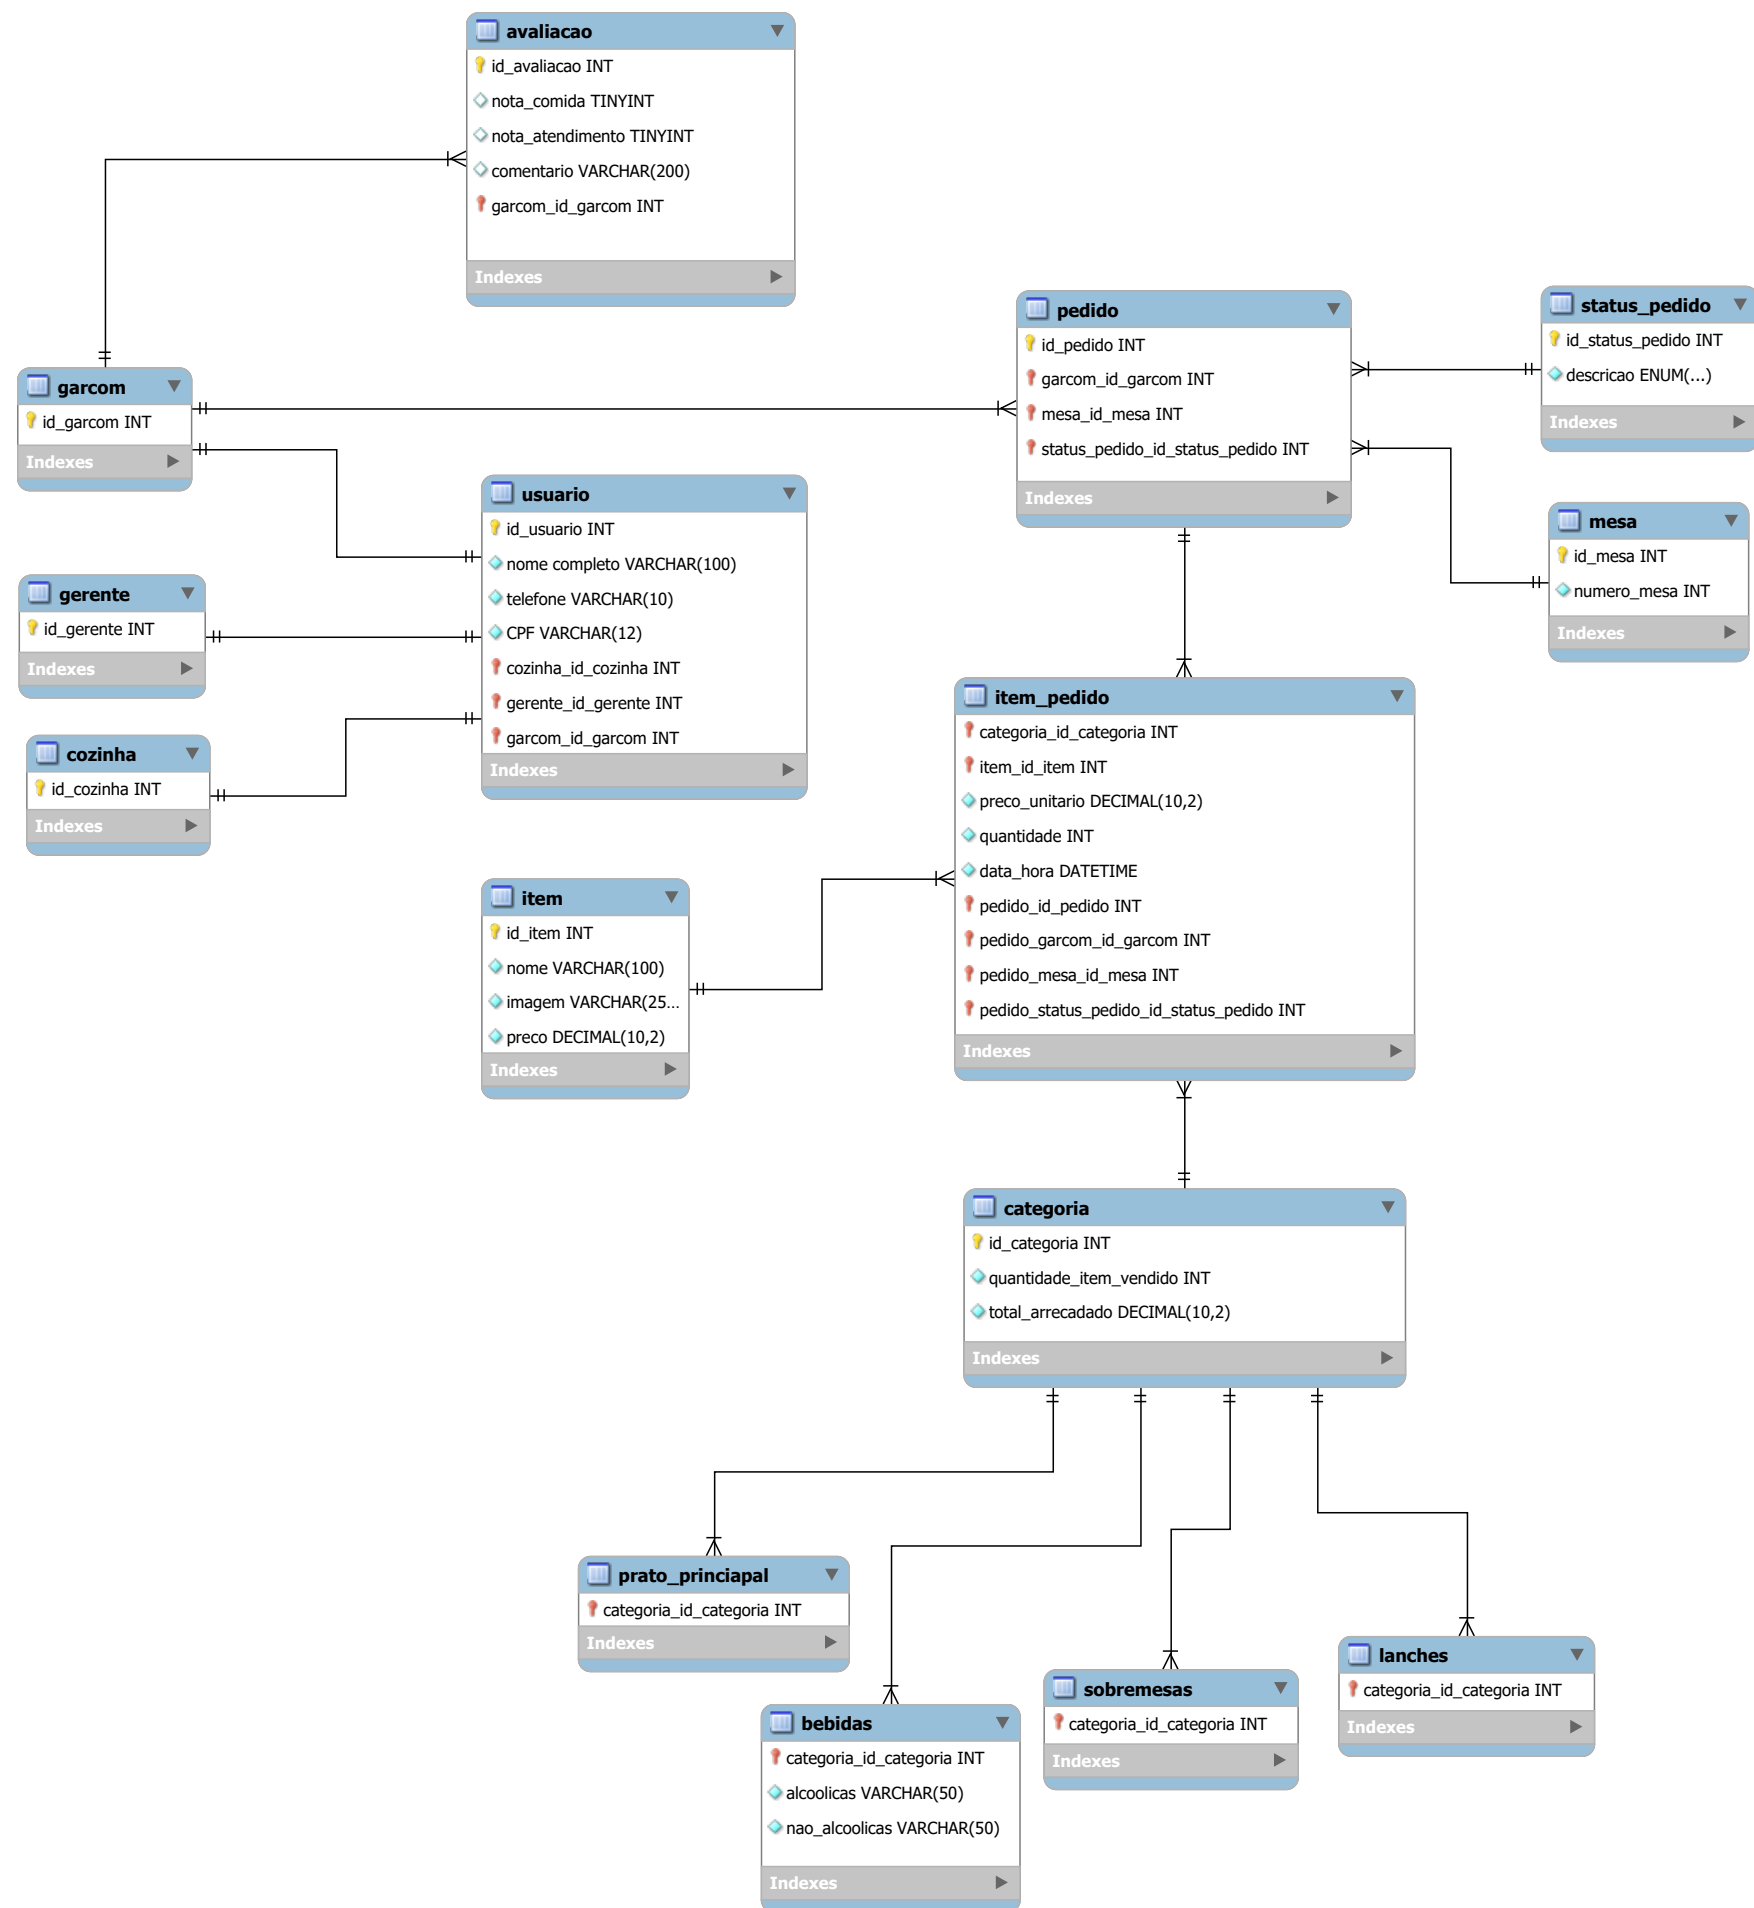 avaliacao
id_avaliacao INT
nota_comida TINYINT
nota_atendimento TINYINT
comentario VARCHAR(200)
garcom_id_garcom INT
Indexes
pedido
id_pedido INT
garcom_id_garcom INT
mesa_id_mesa INT
status_pedido_id_status_pedido INT
Indexes
status_pedido
id_status_pedido INT
descricao ENUM(...)
Indexes
garcom
id_garcom INT
Indexes
usuario
id_usuario INT
nome completo VARCHAR(100)
telefone VARCHAR(10)
CPF VARCHAR(12)
cozinha_id_cozinha INT
gerente_id_gerente INT
garcom_id_garcom INT
Indexes
mesa
id_mesa INT
numero_mesa INT
Indexes
gerente
id_gerente INT
Indexes
cozinha
id_cozinha INT
Indexes
item_pedido
categoria_id_categoria INT
item_id_item INT
preco_unitario DECIMAL(10,2)
quantidade INT
data_hora DATETIME
pedido_id_pedido INT
pedido_garcom_id_garcom INT
pedido_mesa_id_mesa INT
pedido_status_pedido_id_status_pedido INT
Indexes
item
id_item INT
nome VARCHAR(100)
imagem VARCHAR(25...
preco DECIMAL(10,2)
Indexes
categoria
id_categoria INT
quantidade_item_vendido INT
total_arrecadado DECIMAL(10,2)
Indexes
prato_princiapal
categoria_id_categoria INT
Indexes
bebidas
categoria_id_categoria INT
alcoolicas VARCHAR(50)
nao_alcoolicas VARCHAR(50)
Indexes
sobremesas
categoria_id_categoria INT
Indexes
lanches
categoria_id_categoria INT
Indexes